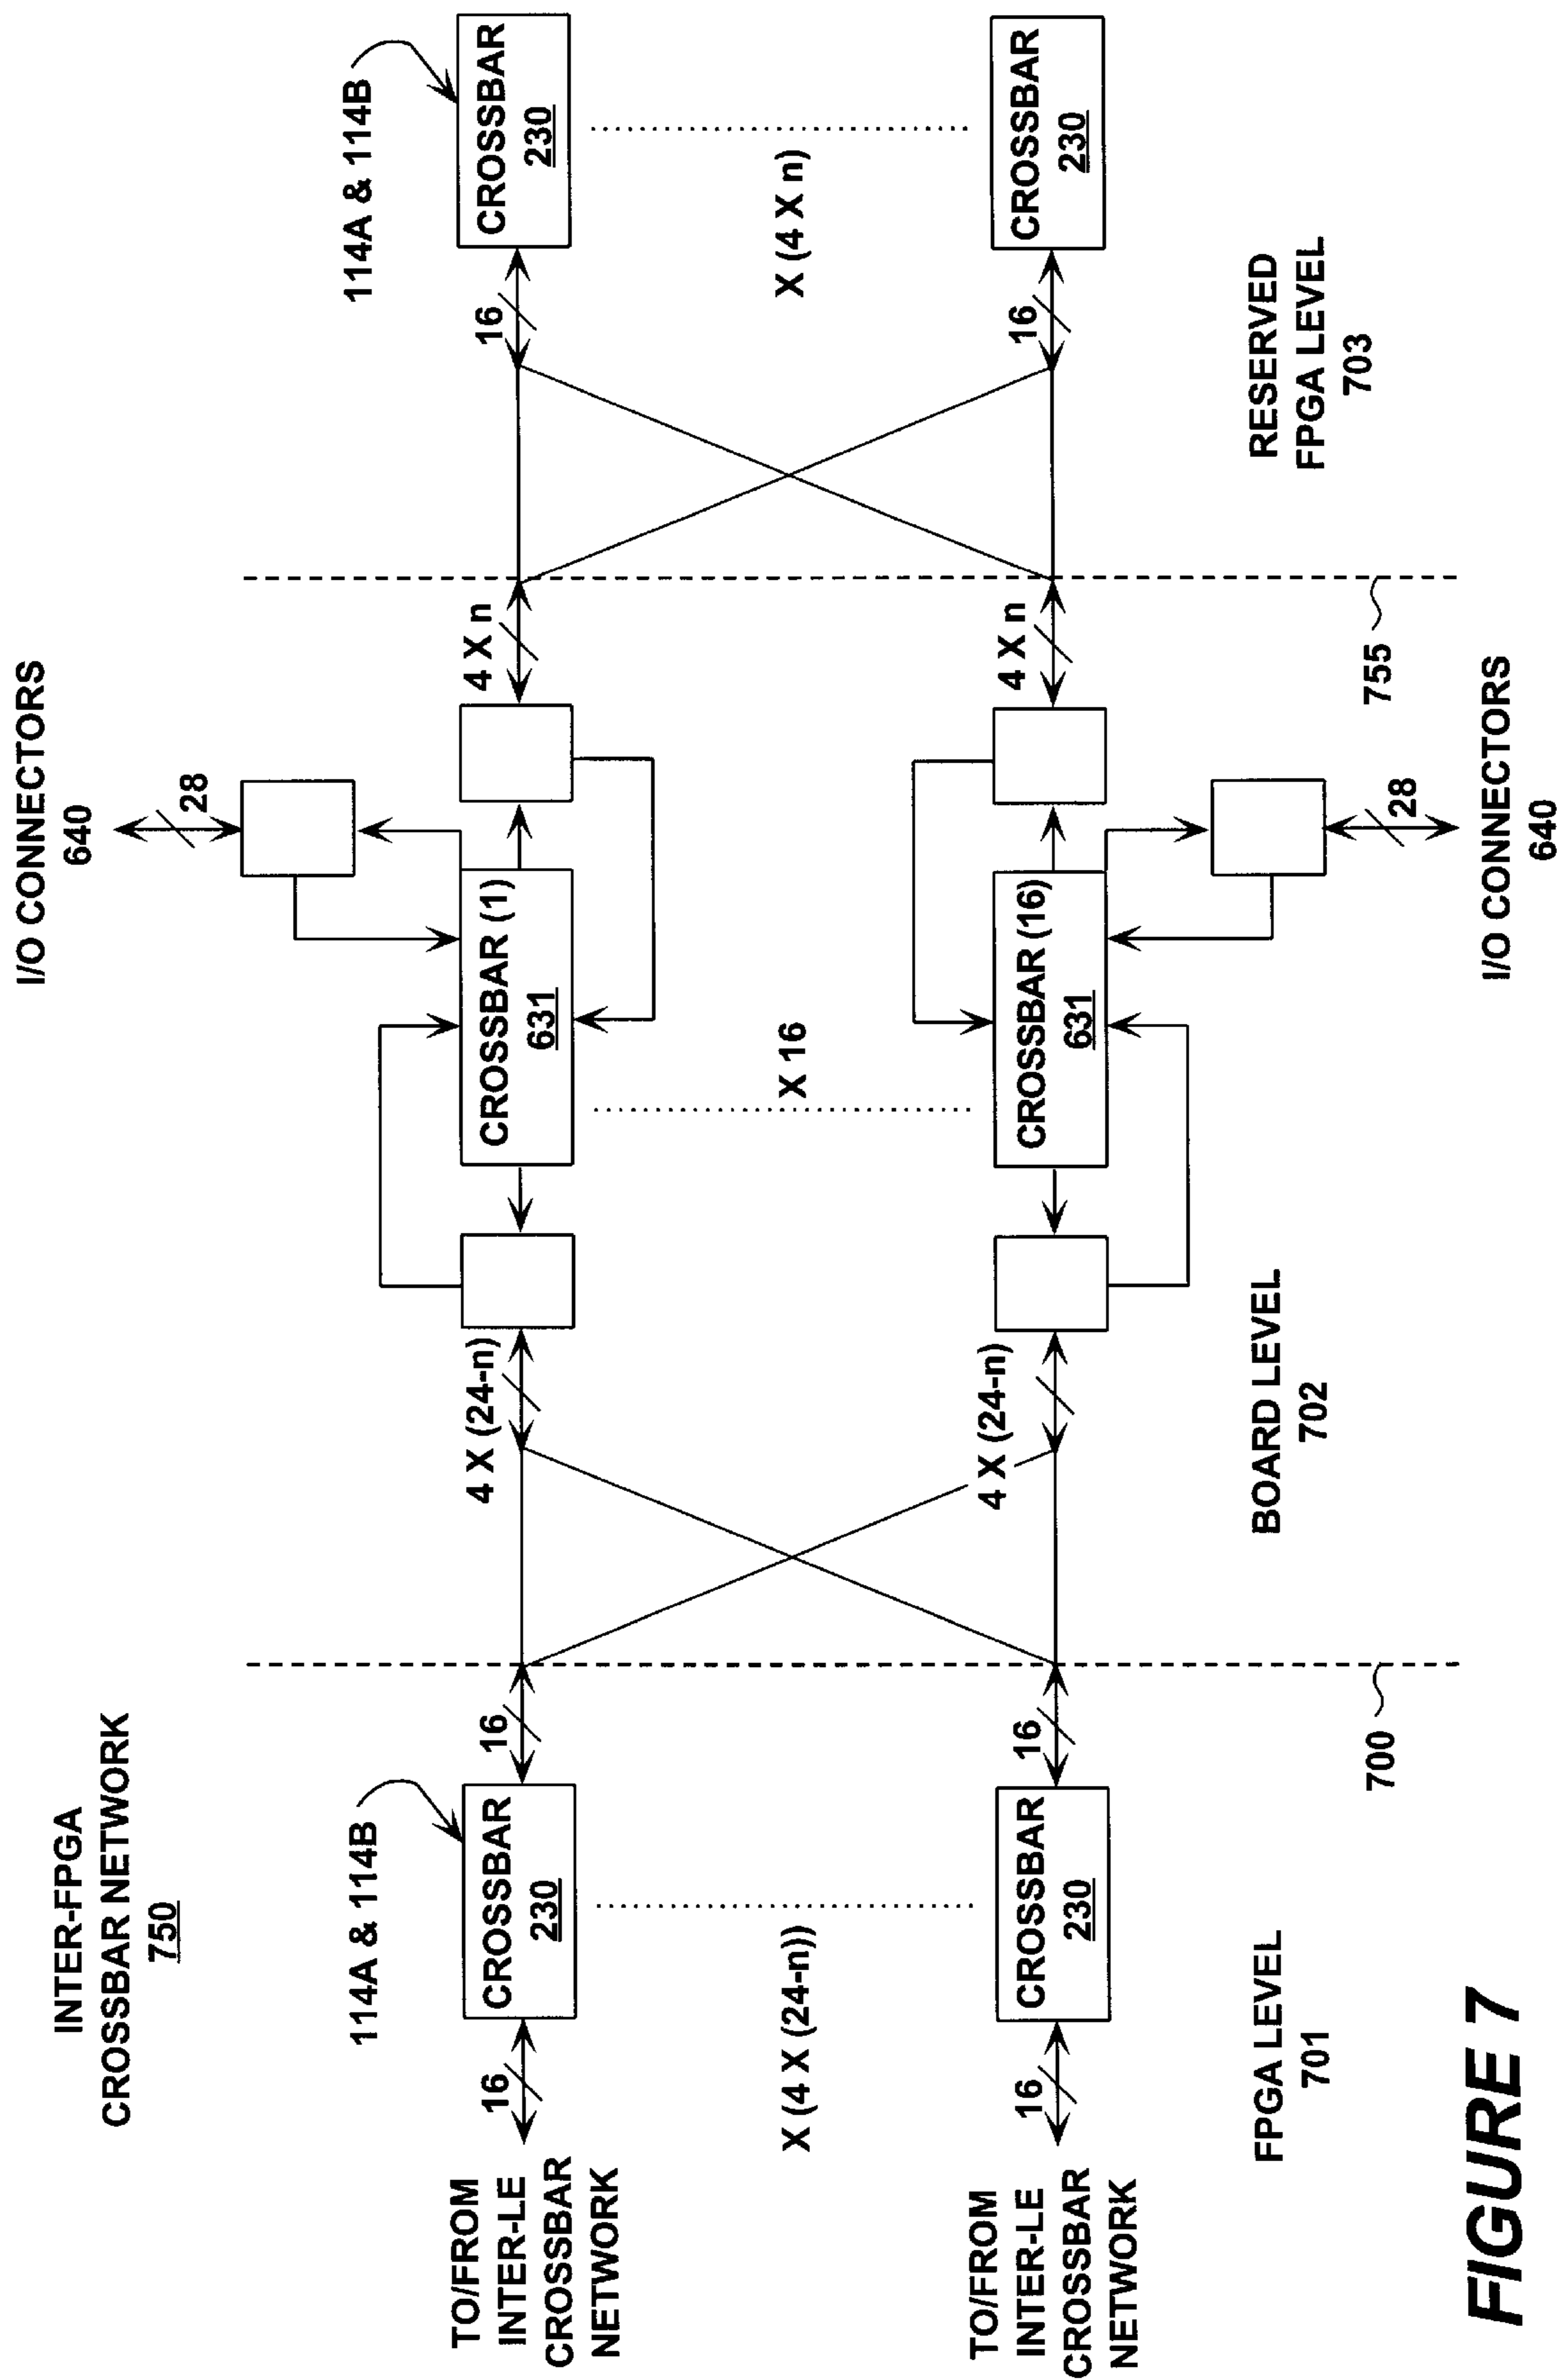 INTER-FPGA
CROSSBAR NETWORK
750
I/O CONNECTORS
640
114A & 114B
114A & 114B
28
TO/FROM
INTER-LE
CROSSBAR
NETWORK
16
CROSSBAR
230
16
4 X (24-n)
CROSSBAR (1)
631
4 X n
16
CROSSBAR
230
X (4 X (24-n))
X 16
X (4 X n)
TO/FROM
INTER-LE
CROSSBAR
NETWORK
16
CROSSBAR
230
16
4 X (24-n)
CROSSBAR (16)
631
4 X n
16
CROSSBAR
230
28
FPGA LEVEL
701
BOARD LEVEL
702
RESERVED
FPGA LEVEL
703
700
755
I/O CONNECTORS
640
FIGURE 7